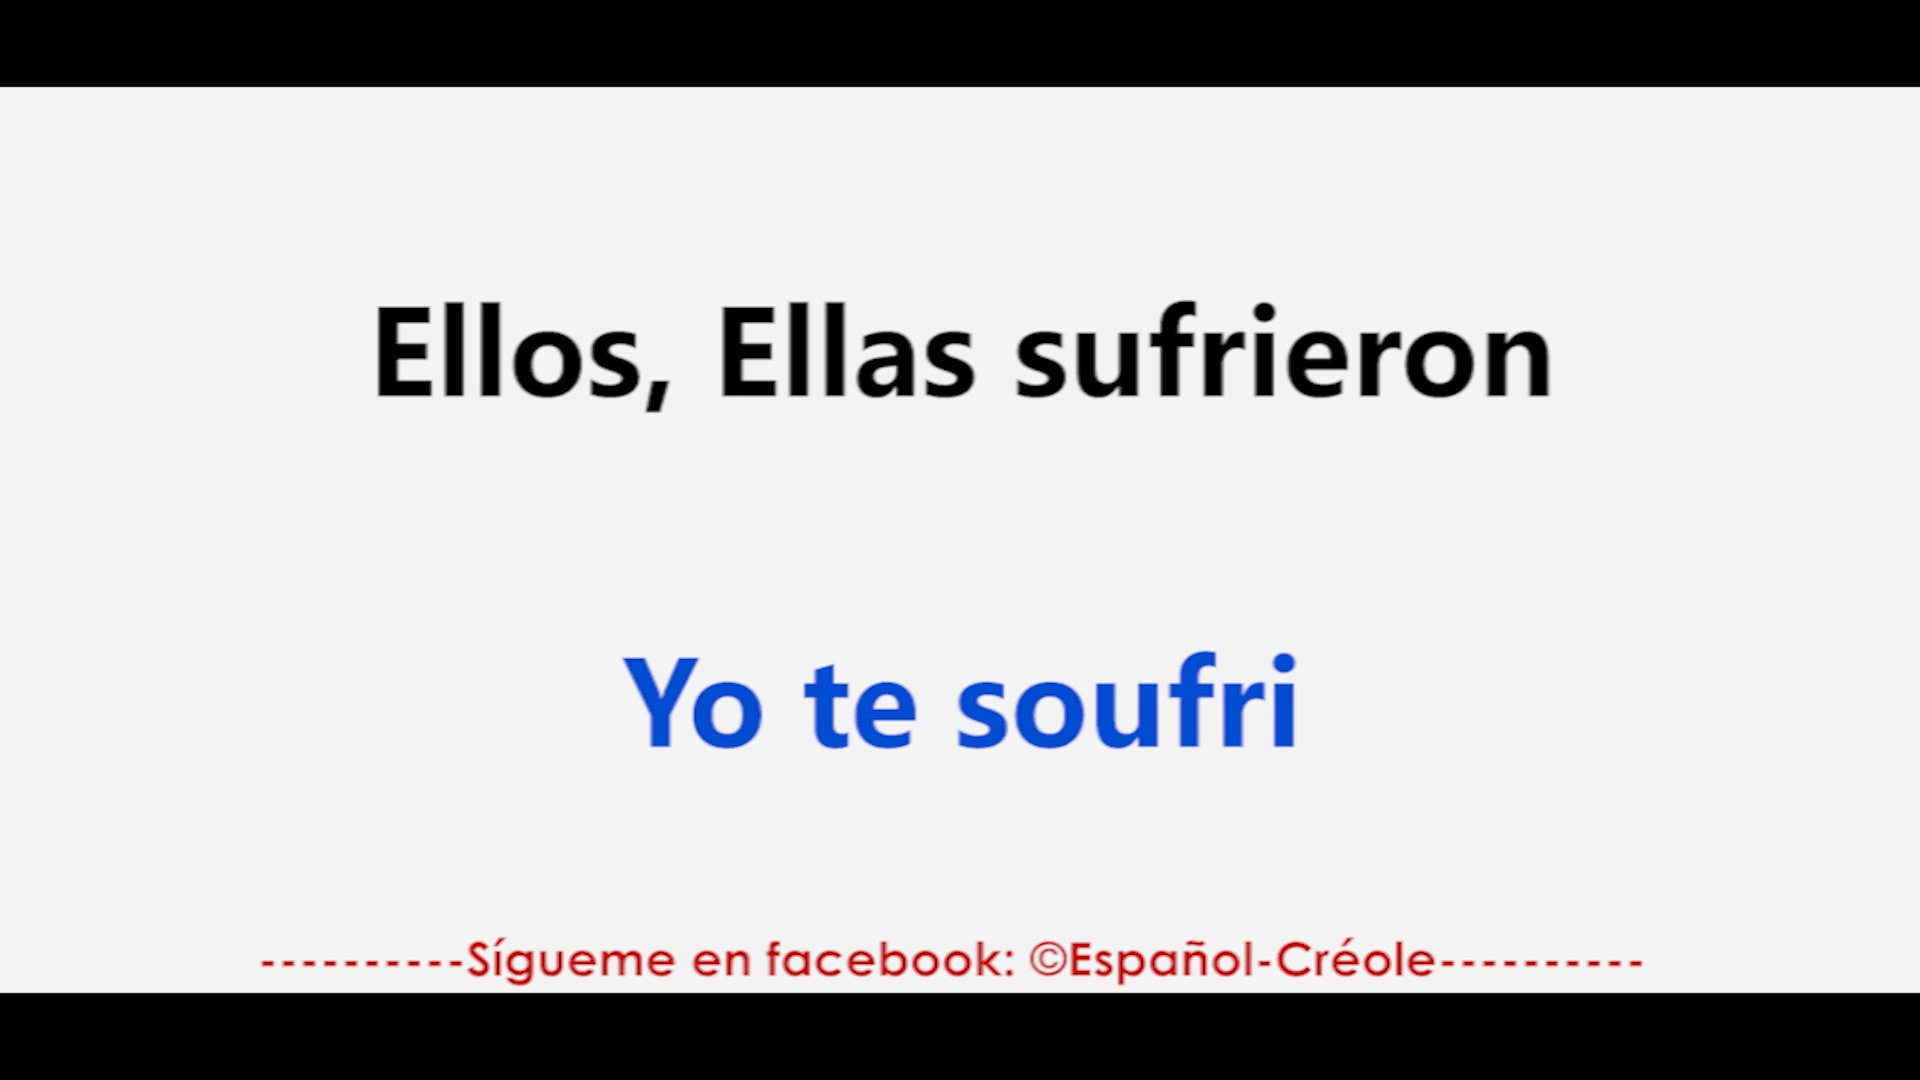 Ellos, Ellas sufrieron
Yo te soufri
----------Sígueme en facebook: ©Español-Créole----------